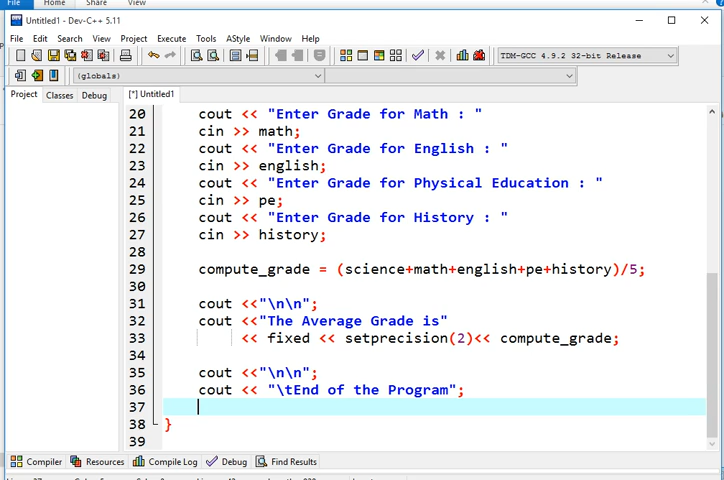 File Home Share View
Untitled1 - Dev-C++ 5.11
File Edit Search View Project Execute Tools AStyle Window Help
TDM-GCC 4.9.2 32-bit Release
(globals)
Project Classes Debug [*] Untitled1
20 cout << "Enter Grade for Math : "
21 cin >> math;
22 cout << "Enter Grade for English : "
23 cin >> english;
24 cout << "Enter Grade for Physical Education : "
25 cin >> pe;
26 cout << "Enter Grade for History : "
27 cin >> history;
28
29 compute_grade = (science+math+english+pe+history)/5;
30
31 cout <<"\n\n";
32 cout <<"The Average Grade is"
33 << fixed << setprecision(2)<< compute_grade;
34
35 cout <<"\n\n";
36 cout << "\tEnd of the Program";
37
38 }
39
Compiler Resources Compile Log Debug Find Results